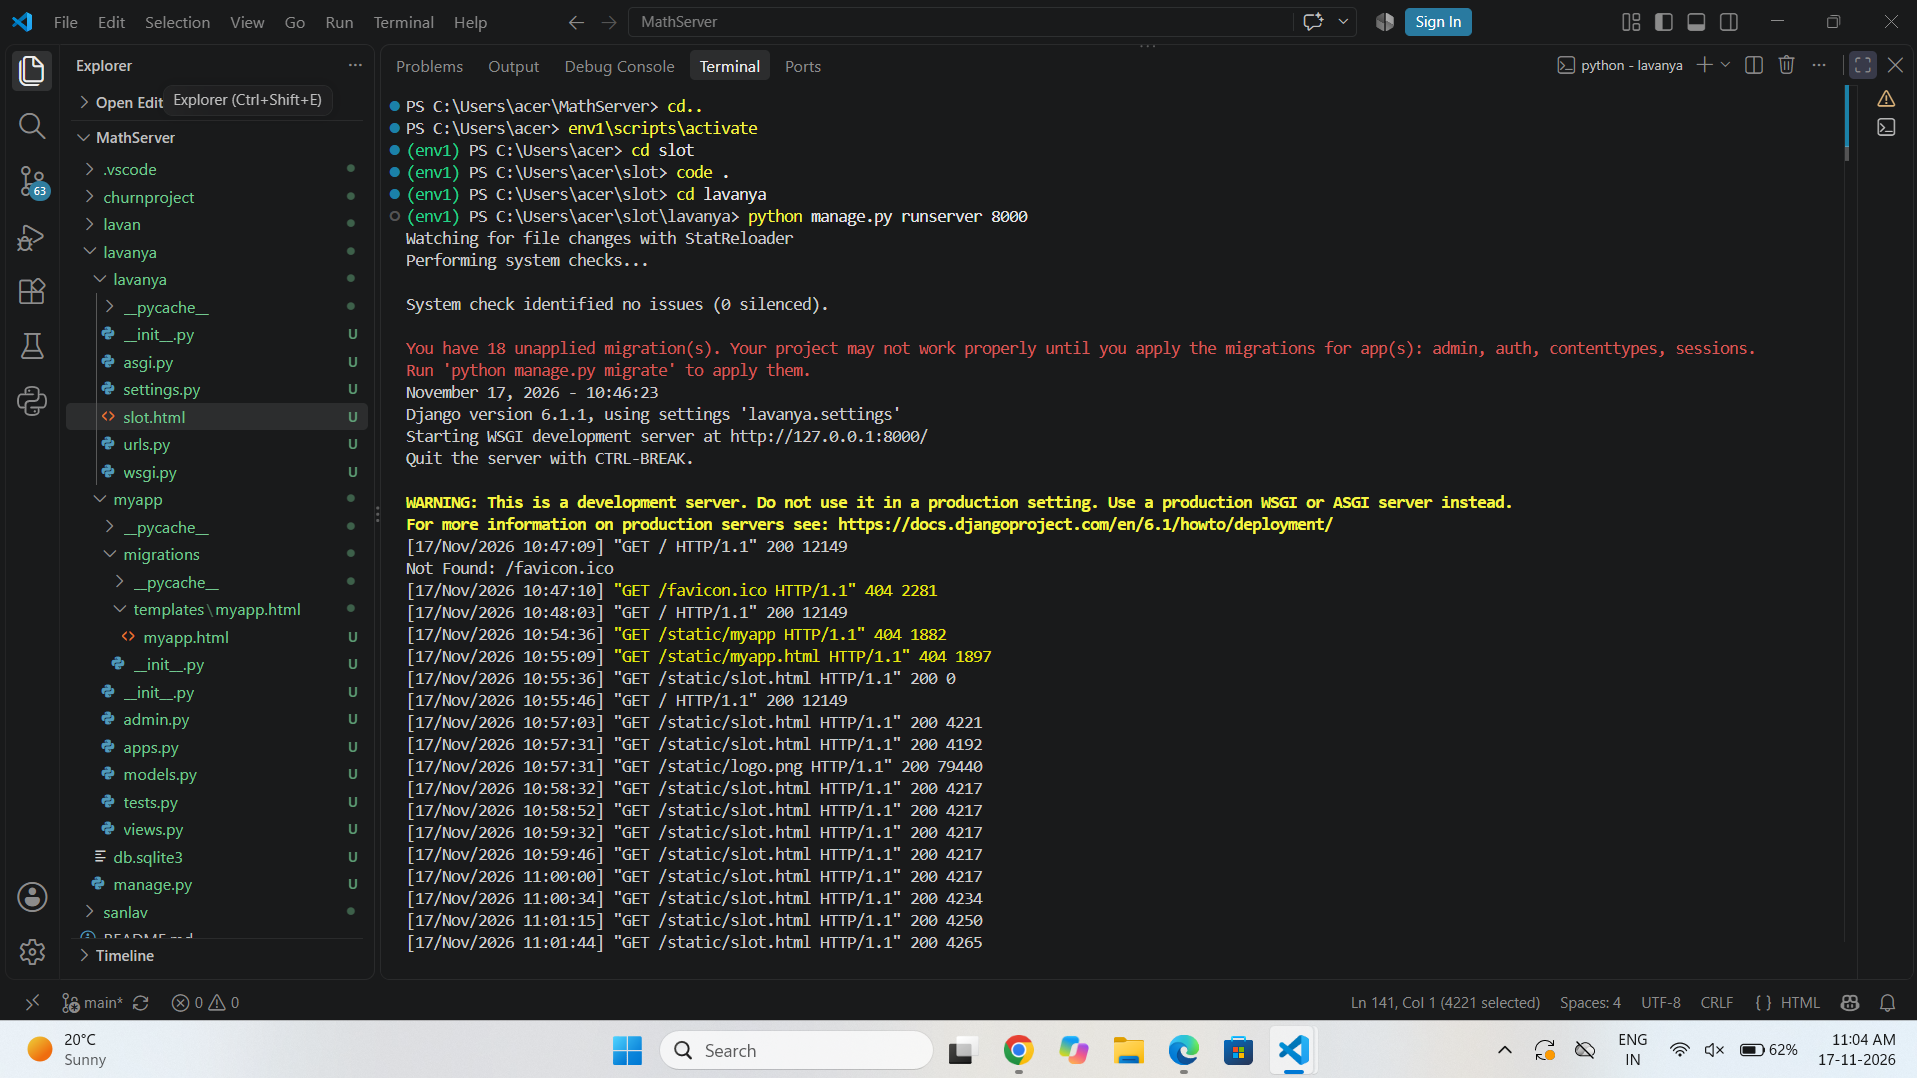 File Edit Selection View Go Run Terminal Help
MathServer
Sign In
Explorer
Open Edit
Explorer (Ctrl+Shift+E)
MathServer
.vscode
churnproject
lavan
lavanya
lavanya
__pycache__
__init__.py U
asgi.py U
settings.py U
slot.html U
urls.py U
wsgi.py U
myapp
__pycache__
migrations
__pycache__
templates\myapp.html
myapp.html U
__init__.py U
__init__.py U
admin.py U
apps.py U
models.py U
tests.py U
views.py U
db.sqlite3 U
manage.py U
sanlav
README.md
Timeline
63
Problems Output Debug Console Terminal Ports
python - lavanya
PS C:\Users\acer\MathServer> cd..
PS C:\Users\acer> env1\scripts\activate
(env1) PS C:\Users\acer> cd slot
(env1) PS C:\Users\acer\slot> code .
(env1) PS C:\Users\acer\slot> cd lavanya
(env1) PS C:\Users\acer\slot\lavanya> python manage.py runserver 8000
Watching for file changes with StatReloader
Performing system checks...
System check identified no issues (0 silenced).
You have 18 unapplied migration(s). Your project may not work properly until you apply the migrations for app(s): admin, auth, contenttypes, sessions.
Run 'python manage.py migrate' to apply them.
November 17, 2026 - 10:46:23
Django version 6.1.1, using settings 'lavanya.settings'
Starting WSGI development server at http://127.0.0.1:8000/
Quit the server with CTRL-BREAK.
WARNING: This is a development server. Do not use it in a production setting. Use a production WSGI or ASGI server instead.
For more information on production servers see: https://docs.djangoproject.com/en/6.1/howto/deployment/
[17/Nov/2026 10:47:09] "GET / HTTP/1.1" 200 12149
Not Found: /favicon.ico
[17/Nov/2026 10:47:10] "GET /favicon.ico HTTP/1.1" 404 2281
[17/Nov/2026 10:48:03] "GET / HTTP/1.1" 200 12149
[17/Nov/2026 10:54:36] "GET /static/myapp HTTP/1.1" 404 1882
[17/Nov/2026 10:55:09] "GET /static/myapp.html HTTP/1.1" 404 1897
[17/Nov/2026 10:55:36] "GET /static/slot.html HTTP/1.1" 200 0
[17/Nov/2026 10:55:46] "GET / HTTP/1.1" 200 12149
[17/Nov/2026 10:57:03] "GET /static/slot.html HTTP/1.1" 200 4221
[17/Nov/2026 10:57:31] "GET /static/slot.html HTTP/1.1" 200 4192
[17/Nov/2026 10:57:31] "GET /static/logo.png HTTP/1.1" 200 79440
[17/Nov/2026 10:58:32] "GET /static/slot.html HTTP/1.1" 200 4217
[17/Nov/2026 10:58:52] "GET /static/slot.html HTTP/1.1" 200 4217
[17/Nov/2026 10:59:32] "GET /static/slot.html HTTP/1.1" 200 4217
[17/Nov/2026 10:59:46] "GET /static/slot.html HTTP/1.1" 200 4217
[17/Nov/2026 11:00:00] "GET /static/slot.html HTTP/1.1" 200 4217
[17/Nov/2026 11:00:34] "GET /static/slot.html HTTP/1.1" 200 4234
[17/Nov/2026 11:01:15] "GET /static/slot.html HTTP/1.1" 200 4250
[17/Nov/2026 11:01:44] "GET /static/slot.html HTTP/1.1" 200 4265
main* 0 0
Ln 141, Col 1 (4221 selected) Spaces: 4 UTF-8 CRLF { } HTML
20°C
Sunny
Search
ENG
IN
62%
11:04 AM
17-11-2026